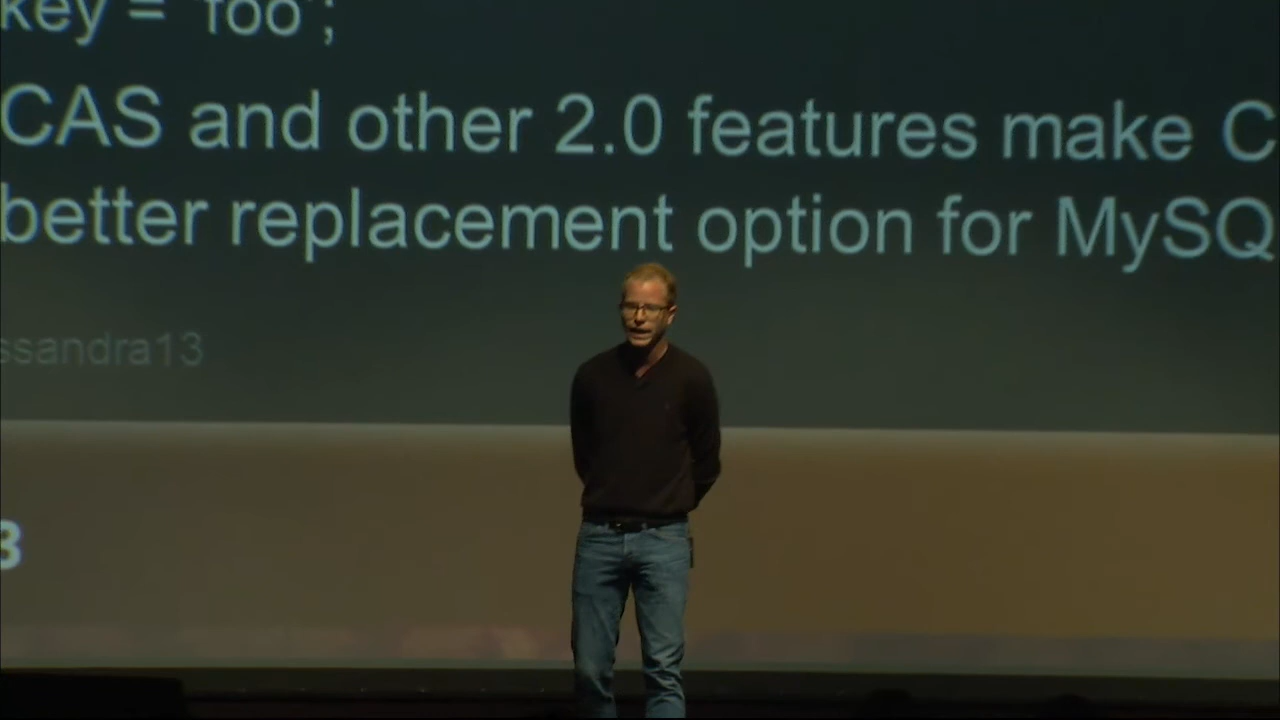 key = 'foo';
CAS and other 2.0 features make C
better replacement option for MySQ
ssandra13
3